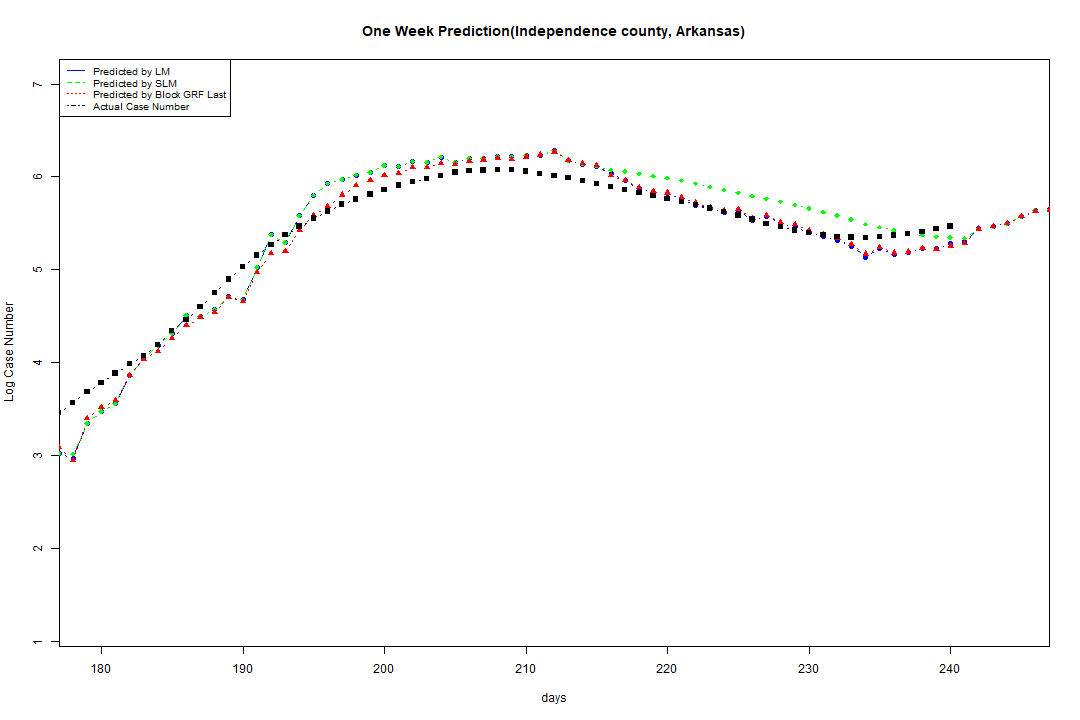 One Week Prediction(Independence county, Arkansas)
Predicted by LM
Predicted by SLM
Predicted by Block GRF Last
Actual Case Number
7
6
5
4
3
2
1
Log Case Number
180 190 200 210 220 230 240
days